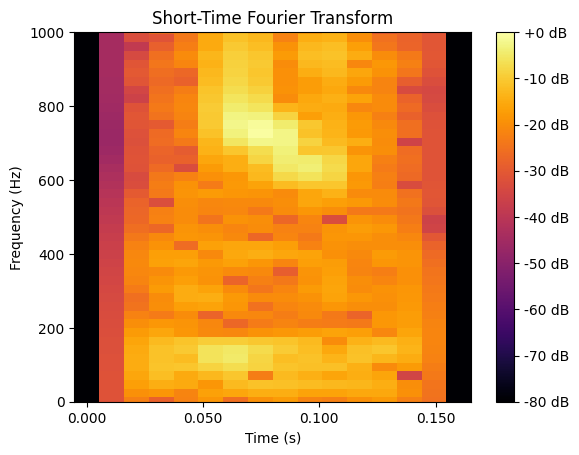 Short-Time Fourier Transform
1000
800
600
400
200
0
Frequency (Hz)
0.000
0.050
0.100
0.150
Time (s)
+0 dB
-10 dB
-20 dB
-30 dB
-40 dB
-50 dB
-60 dB
-70 dB
-80 dB